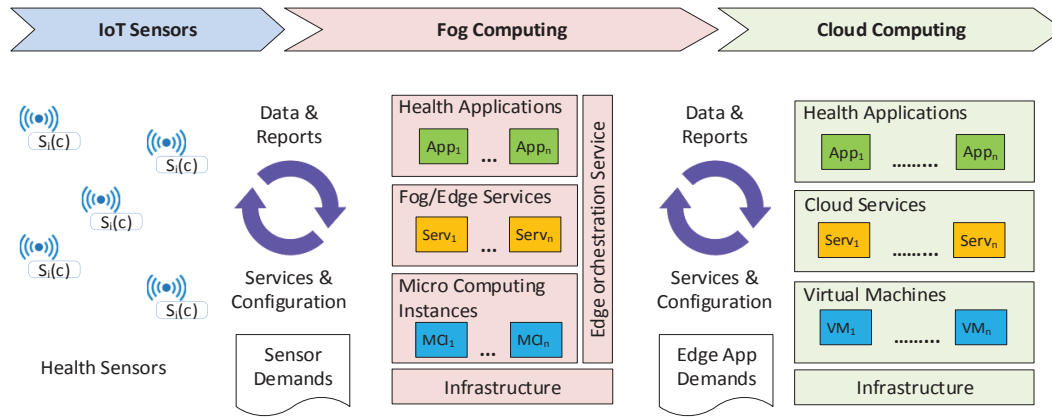 IoT Sensors
Fog Computing
Cloud Computing
Sᵢ(c)
Sᵢ(c)
Sᵢ(c)
Sᵢ(c)
Sᵢ(c)
Health Sensors
Data &
Reports
Services &
Configuration
Sensor
Demands
Health Applications
App₁ ... Appₙ
Fog/Edge Services
Serv₁ ... Servₙ
Micro Computing
Instances
MCI₁ ... MCIₙ
Edge orchestration Service
Infrastructure
Data &
Reports
Services &
Configuration
Edge App
Demands
Health Applications
App₁ ......... Appₙ
Cloud Services
Serv₁ ......... Servₙ
Virtual Machines
VM₁ ......... VMₙ
Infrastructure